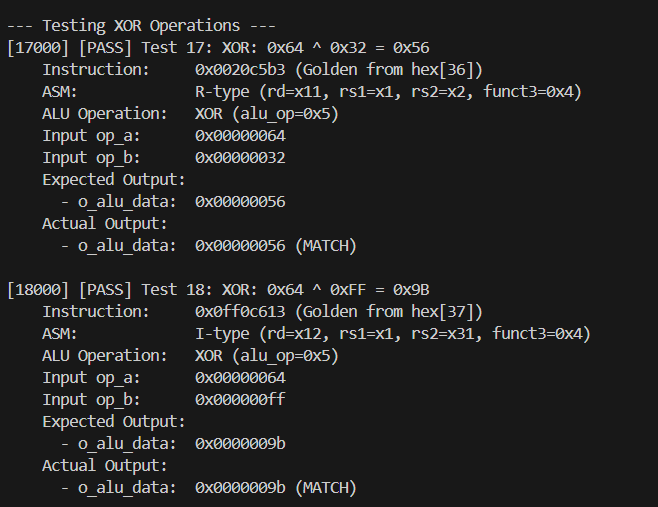 --- Testing XOR Operations ---
[17000] [PASS] Test 17: XOR: 0x64 ^ 0x32 = 0x56
Instruction: 0x0020c5b3 (Golden from hex[36])
ASM: R-type (rd=x11, rs1=x1, rs2=x2, funct3=0x4)
ALU Operation: XOR (alu_op=0x5)
Input op_a: 0x00000064
Input op_b: 0x00000032
Expected Output:
- o_alu_data: 0x00000056
Actual Output:
- o_alu_data: 0x00000056 (MATCH)
[18000] [PASS] Test 18: XOR: 0x64 ^ 0xFF = 0x9B
Instruction: 0x0ff0c613 (Golden from hex[37])
ASM: I-type (rd=x12, rs1=x1, rs2=x31, funct3=0x4)
ALU Operation: XOR (alu_op=0x5)
Input op_a: 0x00000064
Input op_b: 0x000000ff
Expected Output:
- o_alu_data: 0x0000009b
Actual Output:
- o_alu_data: 0x0000009b (MATCH)